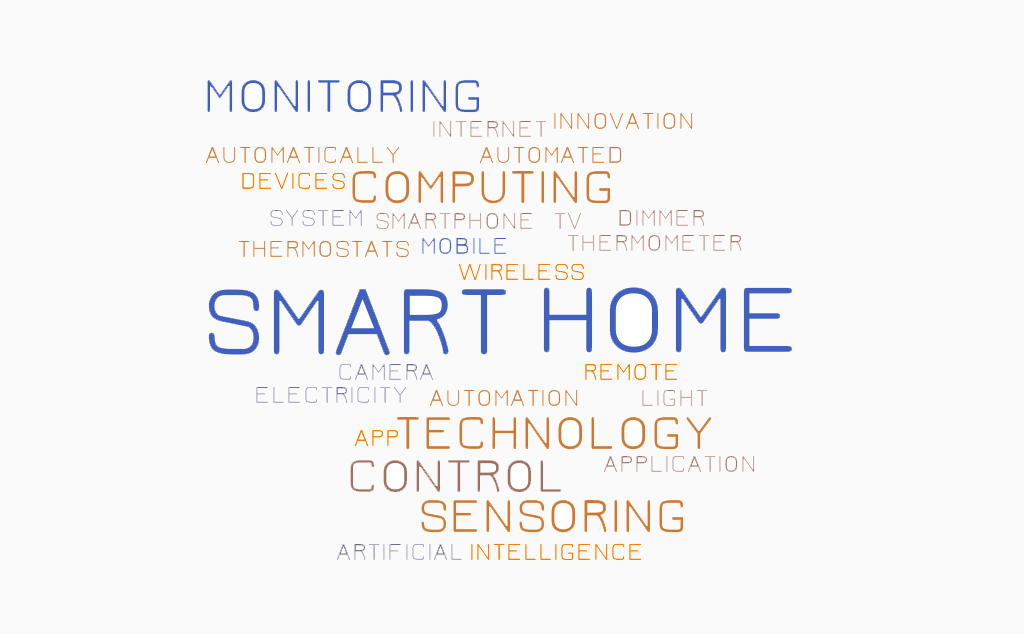 MONITORING
INTERNET INNOVATION
AUTOMATICALLY AUTOMATED
DEVICES COMPUTING
SYSTEM SMARTPHONE TV DIMMER
THERMOSTATS MOBILE THERMOMETER
WIRELESS
SMART HOME
CAMERA REMOTE
ELECTRICITY AUTOMATION LIGHT
APP TECHNOLOGY
CONTROL APPLICATION
SENSORING
ARTIFICIAL INTELLIGENCE